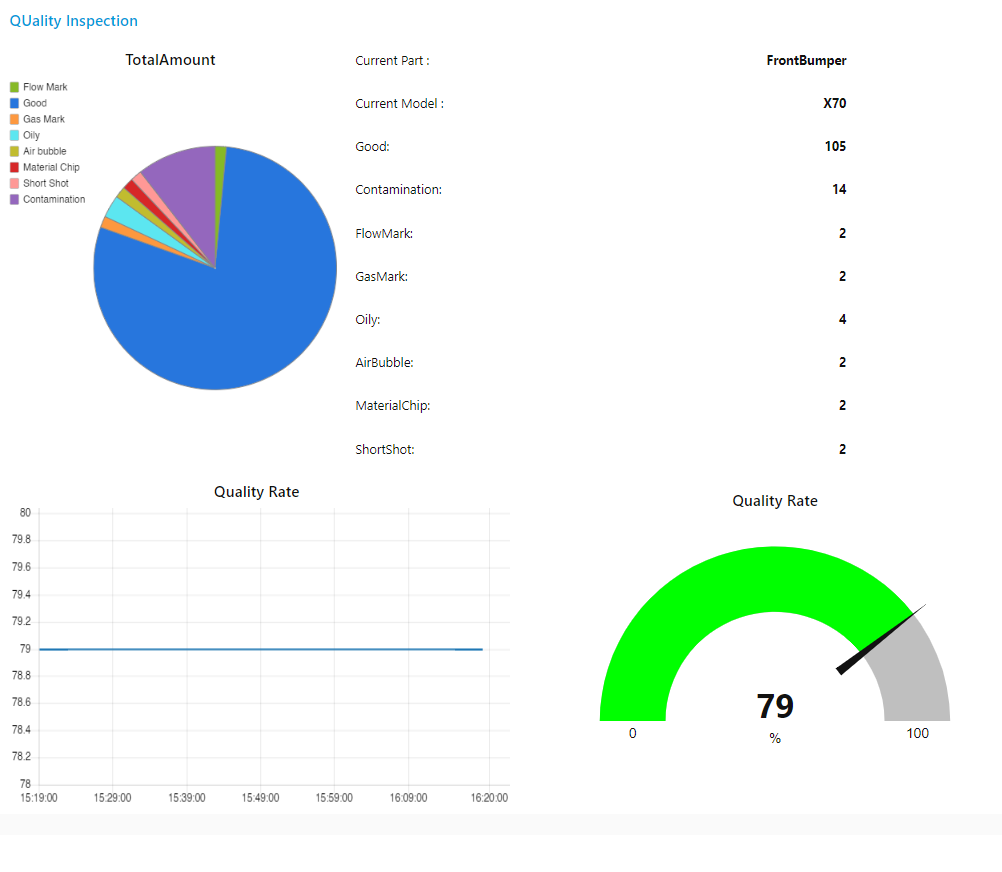 QUality Inspection
TotalAmount
Flow Mark
Good
Gas Mark
Oily
Air bubble
Material Chip
Short Shot
Contamination
Current Part : FrontBumper
Current Model : X70
Good: 105
Contamination: 14
FlowMark: 2
GasMark: 2
Oily: 4
AirBubble: 2
MaterialChip: 2
ShortShot: 2
Quality Rate
80
79.8
79.6
79.4
79.2
79
78.8
78.6
78.4
78.2
78
15:19:00 15:29:00 15:39:00 15:49:00 15:59:00 16:09:00 16:20:00
Quality Rate
79
%
0 100